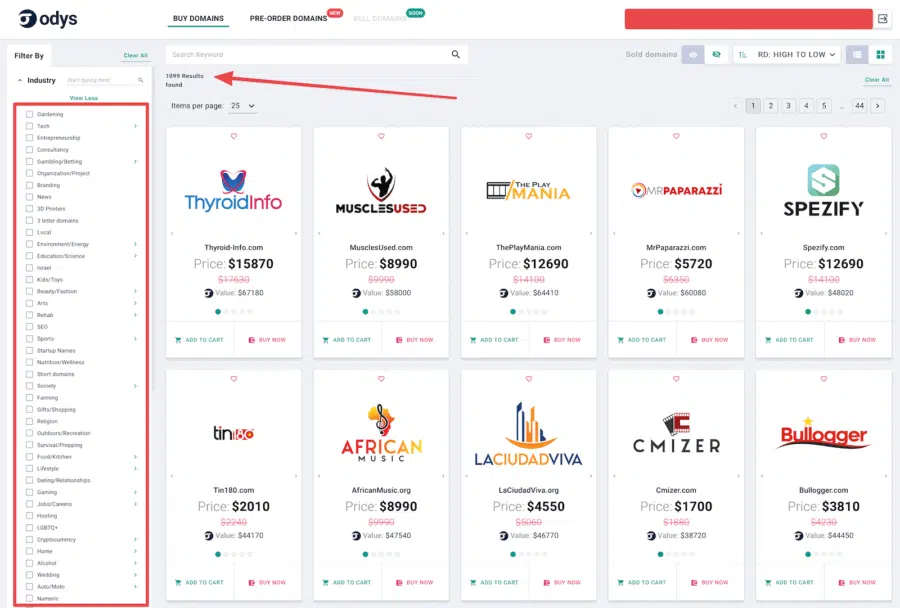 odys
BUY DOMAINS
PRE-ORDER DOMAINS
NEW
BULL DOMAINS
SOON
Filter By
Clear All
Search Keyword
Sold domains
RD: HIGH TO LOW
Industry
Start typing here
View Less
1099 Results
found
Clear All
Items per page: 25
‹ 1 2 3 4 5 ... 44 ›
Gardening
Tech
Entrepreneurship
Consultancy
Gambling/Betting
Organization/Project
Branding
News
3D Printers
3 letter domains
Local
Environment/Energy
Education/Science
Israel
Kids/Toys
Beauty/Fashion
Arts
Rehab
SEO
Sports
Startup Names
Nutrition/Wellness
Short domains
Society
Farming
Gifts/Shopping
Religion
Outdoors/Recreation
Survival/Prepping
Food/Kitchen
Lifestyle
Dating/Relationships
Gaming
Jobs/Careers
Hosting
LGBTQ+
Cryptocurrency
Home
Alcohol
Wedding
Auto/Moto
Numeric
ThyroidInfo
Thyroid-Info.com
Price: $15870
$17630
Value: $67180
ADD TO CART
BUY NOW
MUSCLESUSED
MusclesUsed.com
Price: $8990
$9990
Value: $58000
ADD TO CART
BUY NOW
THE PLAY
MANIA
ThePlayMania.com
Price: $12690
$14100
Value: $64410
ADD TO CART
BUY NOW
MRPAPARAZZI
MrPaparazzi.com
Price: $5720
$6350
Value: $60080
ADD TO CART
BUY NOW
SPEZIFY
Spezify.com
Price: $12690
$14100
Value: $48020
ADD TO CART
BUY NOW
tin180
Tin180.com
Price: $2010
$2240
Value: $44170
ADD TO CART
BUY NOW
AFRICAN
MUSIC
AfricanMusic.org
Price: $8990
$9990
Value: $47540
ADD TO CART
BUY NOW
LACIUDADVIVA
LaCiudadViva.org
Price: $4550
$5060
Value: $46770
ADD TO CART
BUY NOW
CMIZER
Cmizer.com
Price: $1700
$1880
Value: $38720
ADD TO CART
BUY NOW
Bullogger
Bullogger.com
Price: $3810
$4230
Value: $44450
ADD TO CART
BUY NOW